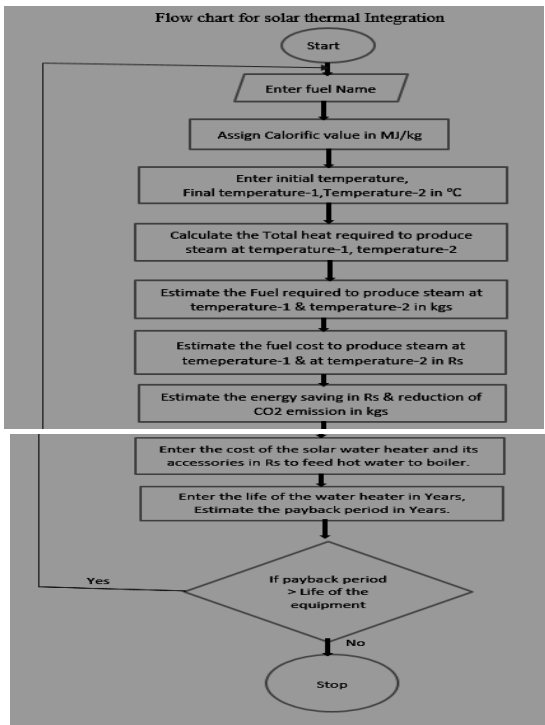 Flow chart for solar thermal Integration
Start
Enter fuel Name
Assign Calorific value in MJ/kg
Enter initial temperature,
Final temperature-1,Temperature-2 in °C
Calculate the Total heat required to produce
steam at temperature-1, temperature-2
Estimate the Fuel required to produce steam at
temperature-1 & temperature-2 in kgs
Estimate the fuel cost to produce steam at
temeperature-1 & at temperature-2 in Rs
Estimate the energy saving in Rs & reduction of
CO2 emission in kgs
Enter the cost of the solar water heater and its
accessories in Rs to feed hot water to boiler.
Enter the life of the water heater in Years,
Estimate the payback period in Years.
If payback period
> Life of the
equipment
Yes
No
Stop